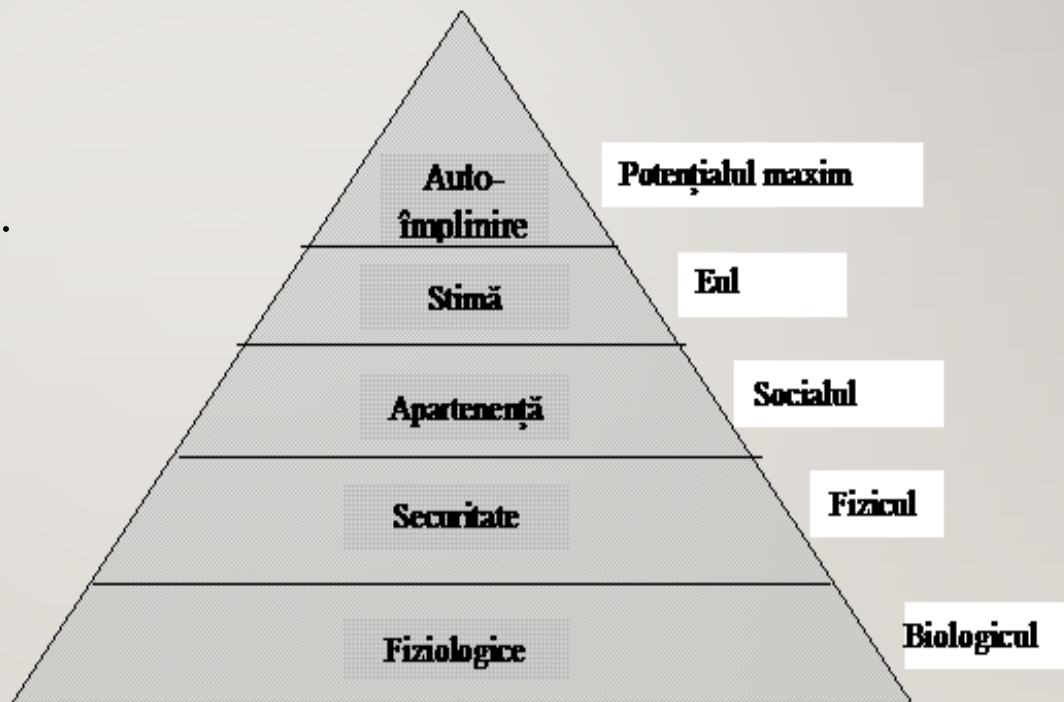 Auto-
împlinire
Potențialul maxim
Stimă
Eul
Apartenență
Socialul
Securitate
Fizicul
Fiziologice
Biologicul